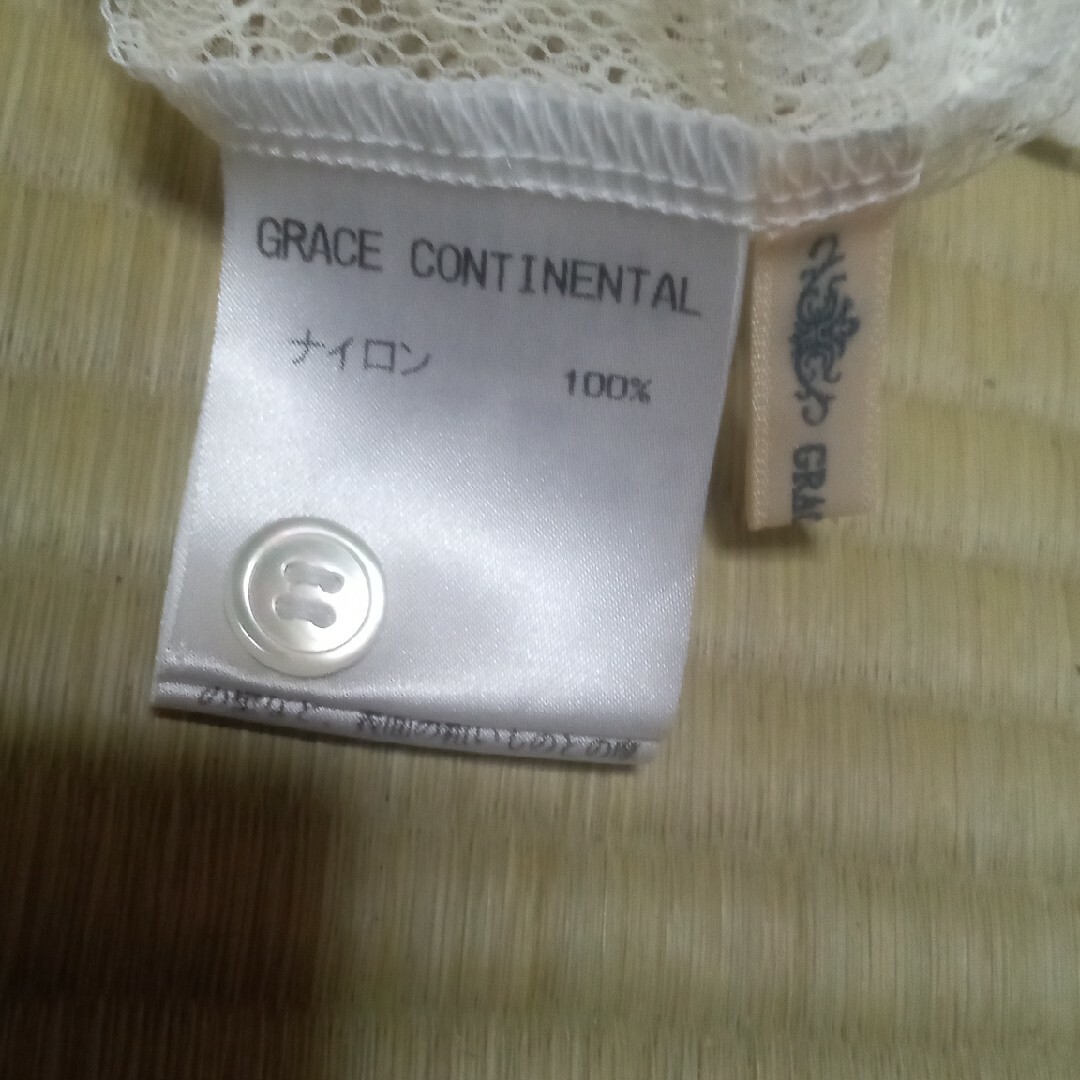 GRACE CONTINENTAL
ナイロン 100%
GRA